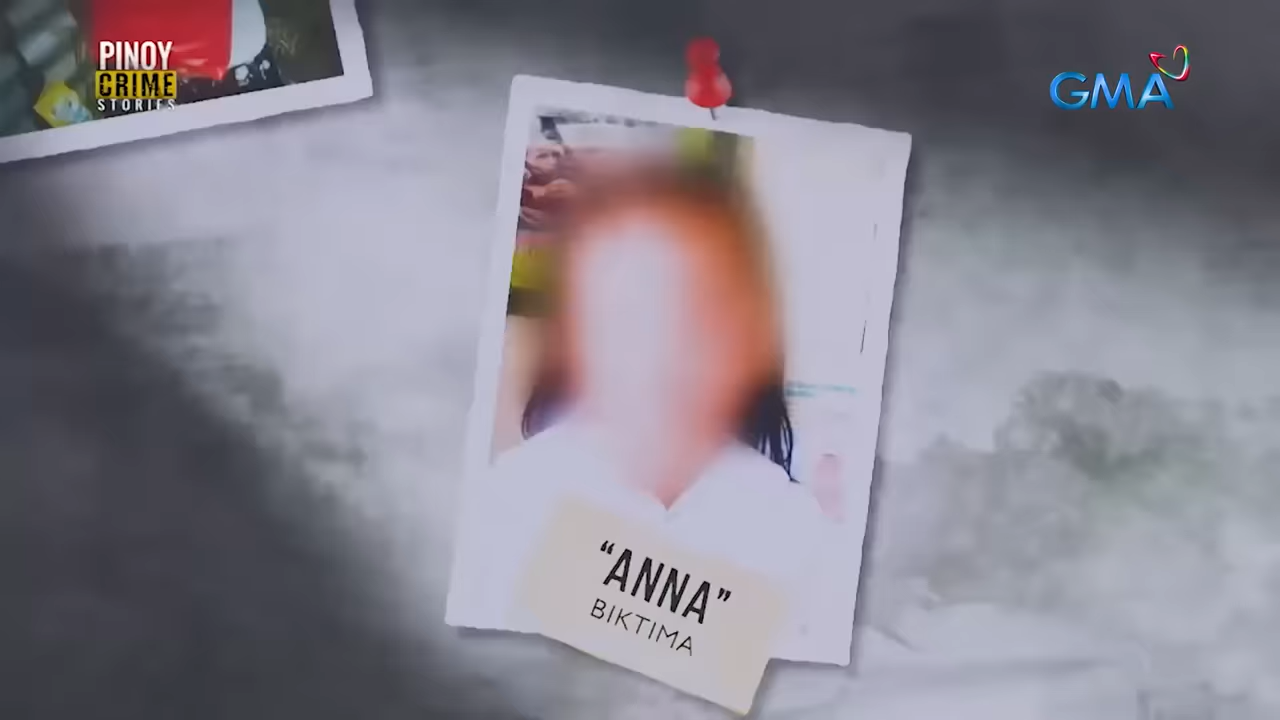 PINOY
CRIME
STORIES
GMA
“ANNA”
BIKTIMA